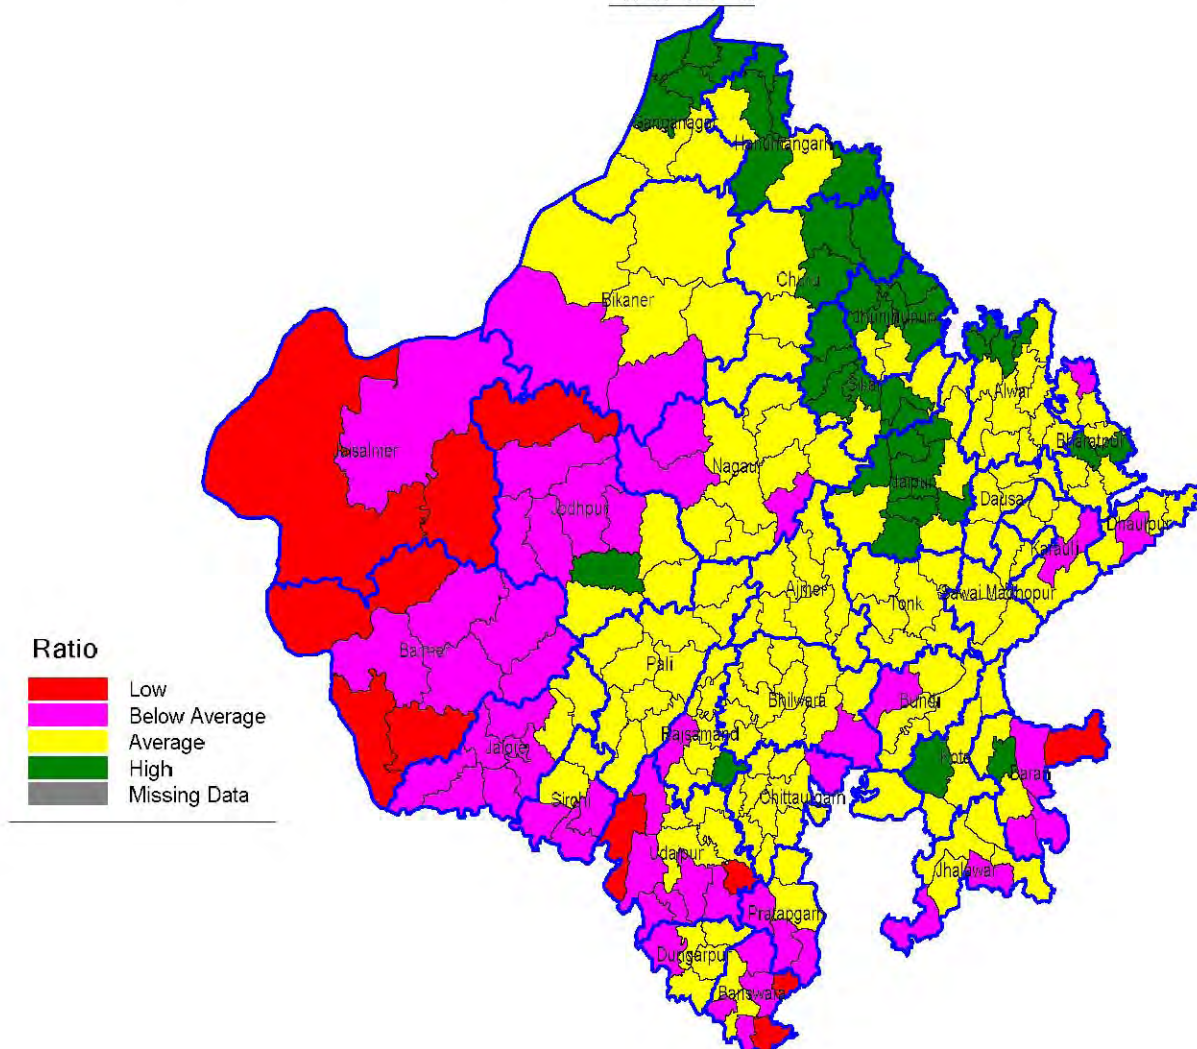 Ganganagar
Hanumangarh
Churu
Bikaner
Jhunjhunun
Sikar
Alwar
Jaisalmer
Nagaur
Bharatpur
Jaipur
Dausa
Jodhpur
Dhaulpur
Karauli
Ajmer
Tonk
Sawai Madhopur
Ratio
Barmer
Pali
Low
Bhilwara
Bundi
Below Average
Rajsamand
Average
Jalore
Kota
High
Baran
Missing Data
Sirohi
Chittaurgarh
Udaipur
Jhalawar
Pratapgarh
Dungarpur
Banswara